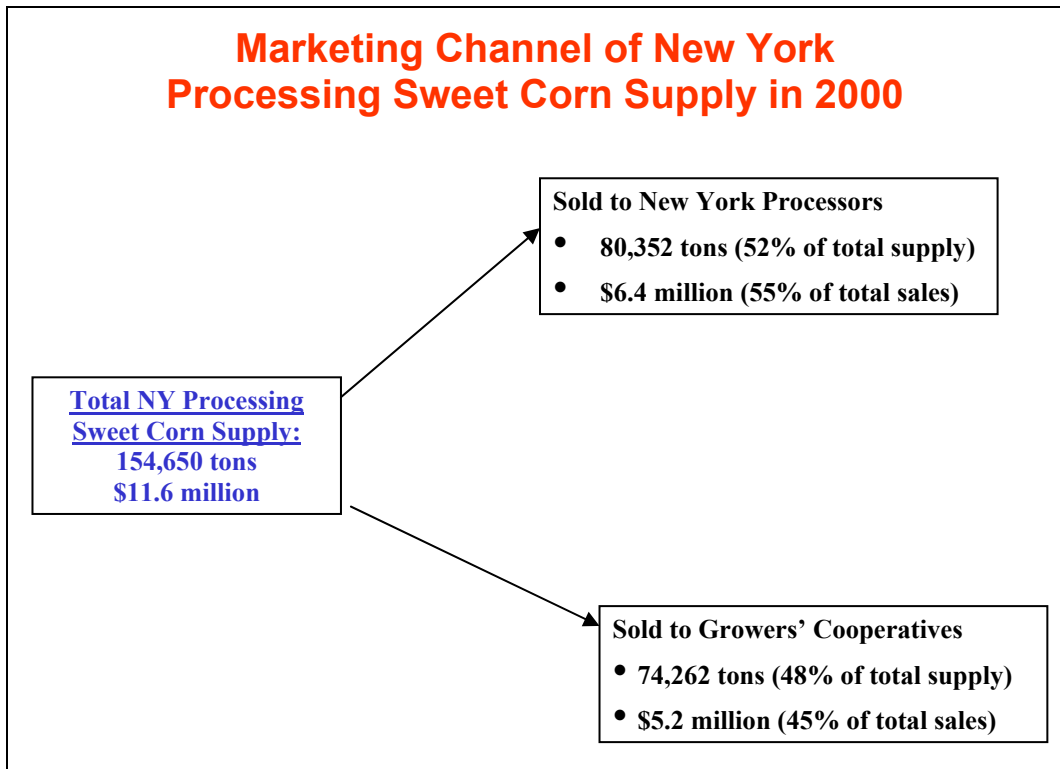 Marketing Channel of New York
Processing Sweet Corn Supply in 2000
Sold to New York Processors
• 80,352 tons (52% of total supply)
• $6.4 million (55% of total sales)
Total NY Processing
Sweet Corn Supply:
154,650 tons
$11.6 million
Sold to Growers’ Cooperatives
• 74,262 tons (48% of total supply)
• $5.2 million (45% of total sales)